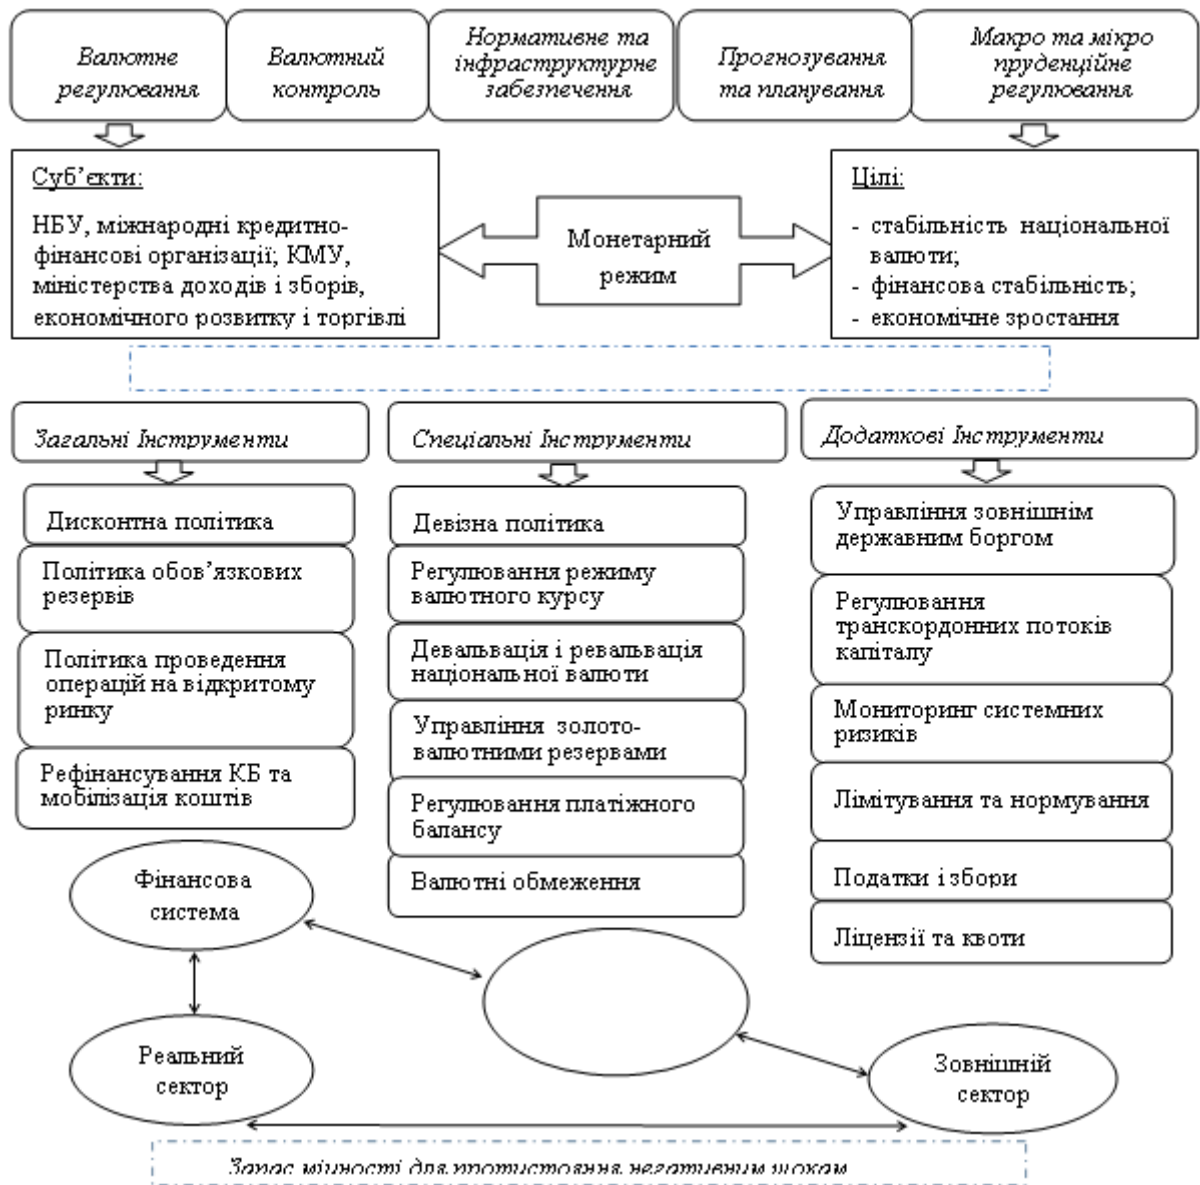 Валютне
регулювання
Валютний
контроль
Нормативне та
інфраструктурне
забезпечення
Прогнозування
та планування
Макро та мікро
пруденційне
регулювання
Суб’єкти:
НБУ, міжнародні кредитно-
фінансові організації; КМУ,
міністерства доходів і зборів,
економічного розвитку і торгівлі
Монетарний
режим
Цілі:
- стабільність національної
валюти;
- фінансова стабільність;
- економічне зростання
Загальні Інструменти
Спеціальні Інструменти
Додаткові Інструменти
Дисконтна політика
Політика обов’язкових
резервів
Політика проведення
операцій на відкритому
ринку
Рефінансування КБ та
мобілізація коштів
Девізна політика
Регулювання режиму
валютного курсу
Девальвація і ревальвація
національної валюти
Управління золото-
валютними резервами
Регулювання платіжного
балансу
Валютні обмеження
Управління зовнішнім
державним боргом
Регулювання
транскордонних потоків
капіталу
Мониторинг системних
ризиків
Лімітування та нормування
Податки і збори
Ліцензії та квоти
Фінансова
система
Реальний
сектор
Зовнішній
сектор
Запас міцності для протистояня негативним шокам